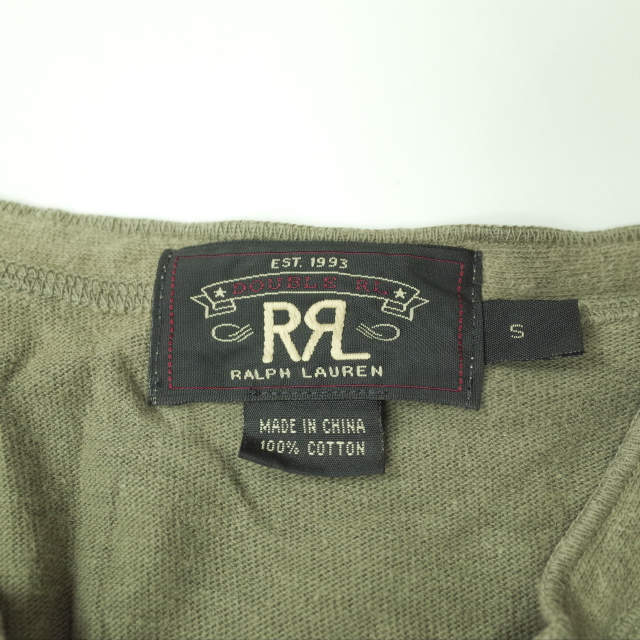 EST. 1993
DOUBLE RL
RRL
RALPH LAUREN
S
MADE IN CHINA
100% COTTON